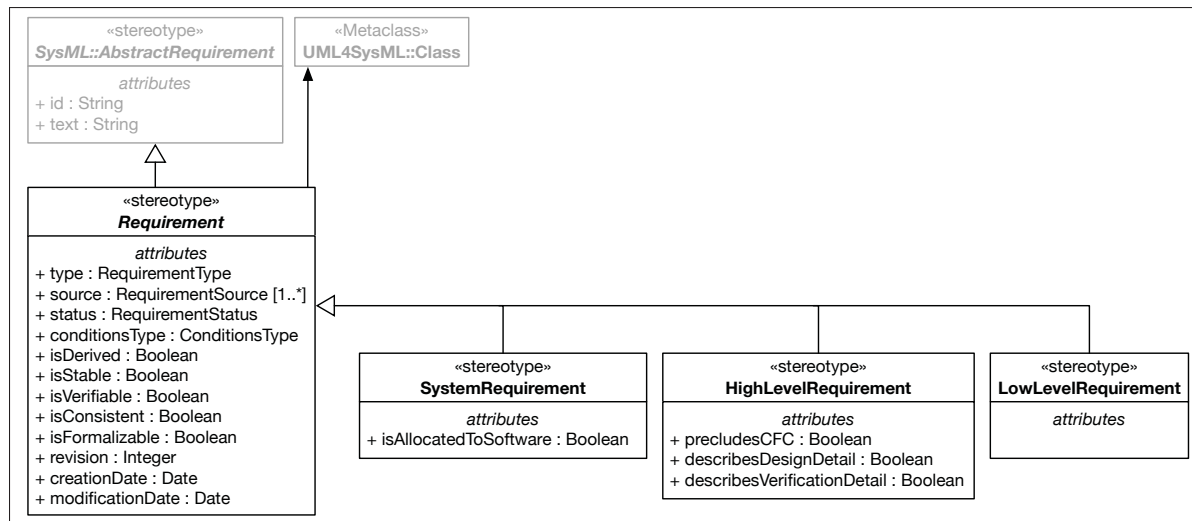 «stereotype»
SysML::AbstractRequirement
attributes
+ id : String
+ text : String
«Metaclass»
UML4SysML::Class
«stereotype»
Requirement
attributes
+ type : RequirementType
+ source : RequirementSource [1..*]
+ status : RequirementStatus
+ conditionsType : ConditionsType
+ isDerived : Boolean
+ isStable : Boolean
+ isVerifiable : Boolean
+ isConsistent : Boolean
+ isFormalizable : Boolean
+ revision : Integer
+ creationDate : Date
+ modificationDate : Date
«stereotype»
SystemRequirement
attributes
+ isAllocatedToSoftware : Boolean
«stereotype»
HighLevelRequirement
attributes
+ precludesCFC : Boolean
+ describesDesignDetail : Boolean
+ describesVerificationDetail : Boolean
«stereotype»
LowLevelRequirement
attributes